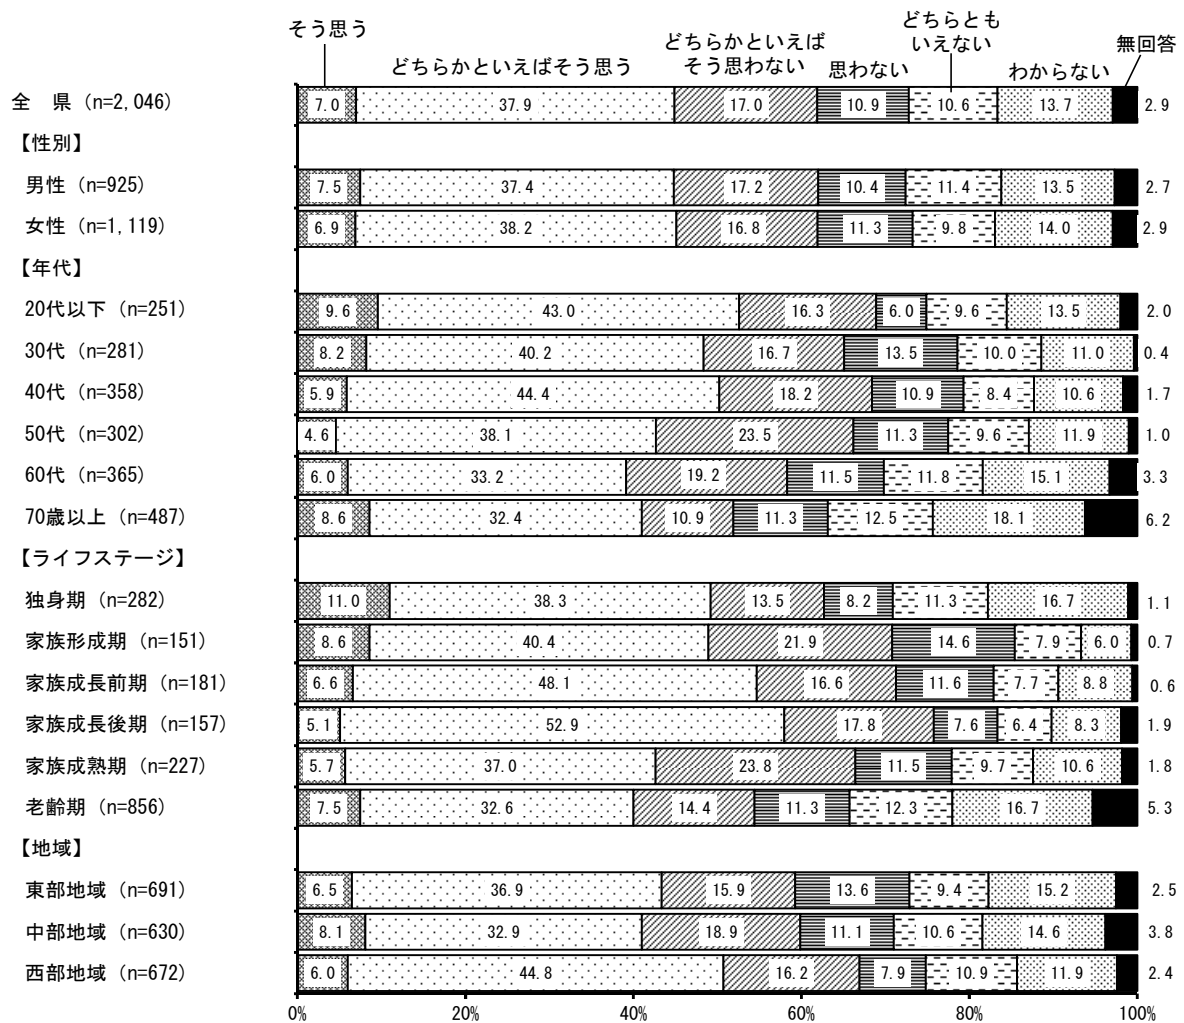 そう思う
どちらかといえばそう思う
どちらかといえば
そう思わない
思わない
どちらとも
いえない
わからない
無回答
全　県（n=2,046） 7.0 37.9 17.0 10.9 10.6 13.7 2.9
【性別】
男性（n=925） 7.5 37.4 17.2 10.4 11.4 13.5 2.7
女性（n=1,119） 6.9 38.2 16.8 11.3 9.8 14.0 2.9
【年代】
20代以下（n=251） 9.6 43.0 16.3 6.0 9.6 13.5 2.0
30代（n=281） 8.2 40.2 16.7 13.5 10.0 11.0 0.4
40代（n=358） 5.9 44.4 18.2 10.9 8.4 10.6 1.7
50代（n=302） 4.6 38.1 23.5 11.3 9.6 11.9 1.0
60代（n=365） 6.0 33.2 19.2 11.5 11.8 15.1 3.3
70歳以上（n=487） 8.6 32.4 10.9 11.3 12.5 18.1 6.2
【ライフステージ】
独身期（n=282） 11.0 38.3 13.5 8.2 11.3 16.7 1.1
家族形成期（n=151） 8.6 40.4 21.9 14.6 7.9 6.0 0.7
家族成長前期（n=181） 6.6 48.1 16.6 11.6 7.7 8.8 0.6
家族成長後期（n=157） 5.1 52.9 17.8 7.6 6.4 8.3 1.9
家族成熟期（n=227） 5.7 37.0 23.8 11.5 9.7 10.6 1.8
老齢期（n=856） 7.5 32.6 14.4 11.3 12.3 16.7 5.3
【地域】
東部地域（n=691） 6.5 36.9 15.9 13.6 9.4 15.2 2.5
中部地域（n=630） 8.1 32.9 18.9 11.1 10.6 14.6 3.8
西部地域（n=672） 6.0 44.8 16.2 7.9 10.9 11.9 2.4
0% 20% 40% 60% 80% 100%